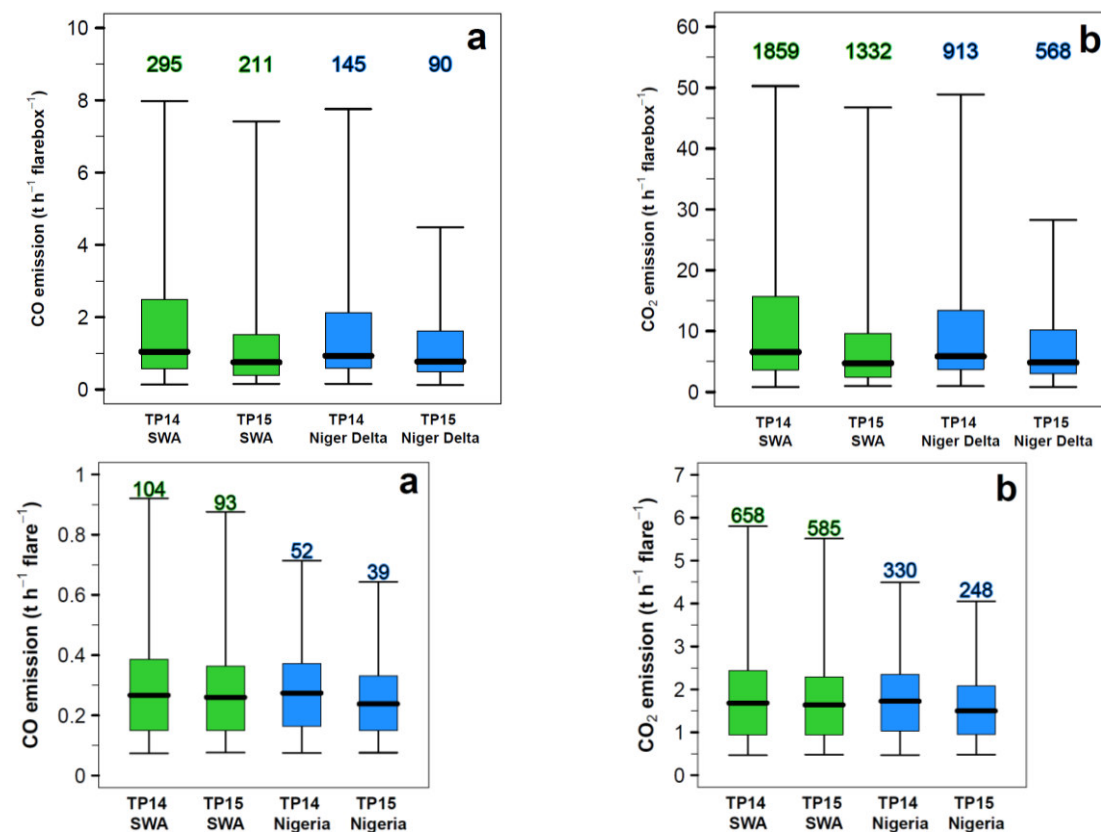 a
CO emission (t h⁻¹ flarebox⁻¹)
10
8
6
4
2
0
295 211 145 90
TP14 TP15 TP14 TP15
SWA SWA Niger Delta Niger Delta
b
CO₂ emission (t h⁻¹ flarebox⁻¹)
60
50
40
30
20
10
0
1859 1332 913 568
TP14 TP15 TP14 TP15
SWA SWA Niger Delta Niger Delta
a
CO emission (t h⁻¹ flare⁻¹)
1
0.8
0.6
0.4
0.2
0
104 93 52 39
TP14 TP15 TP14 TP15
SWA SWA Nigeria Nigeria
b
CO₂ emission (t h⁻¹ flare⁻¹)
7
6
5
4
3
2
1
0
658 585 330 248
TP14 TP15 TP14 TP15
SWA SWA Nigeria Nigeria